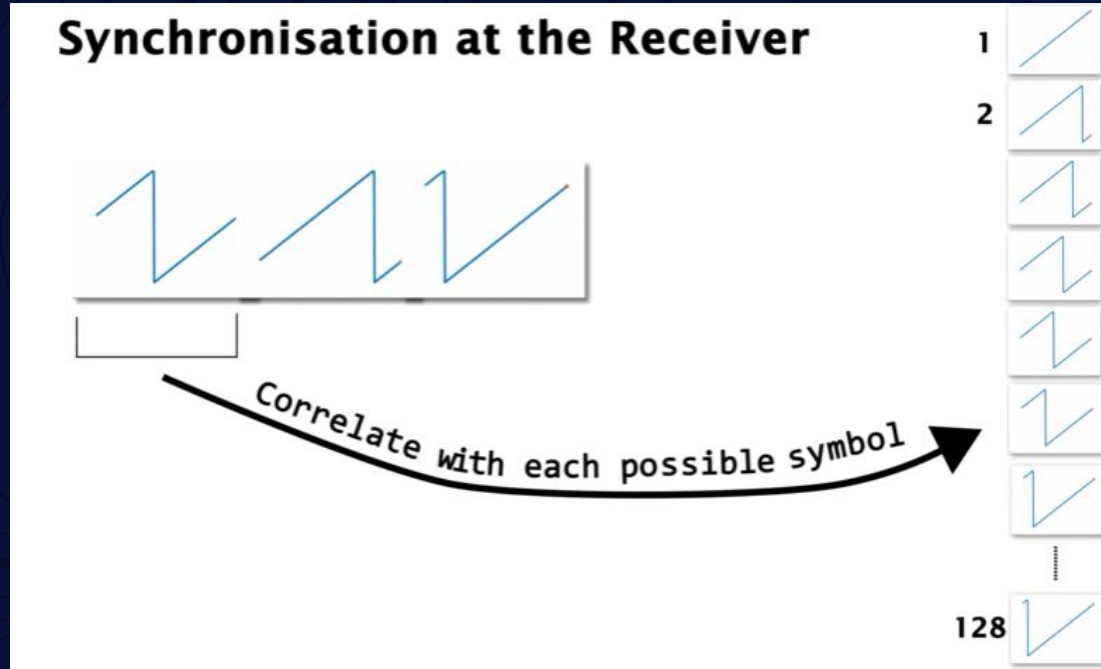 Synchronisation at the Receiver
1
2
Correlate with each possible symbol
128